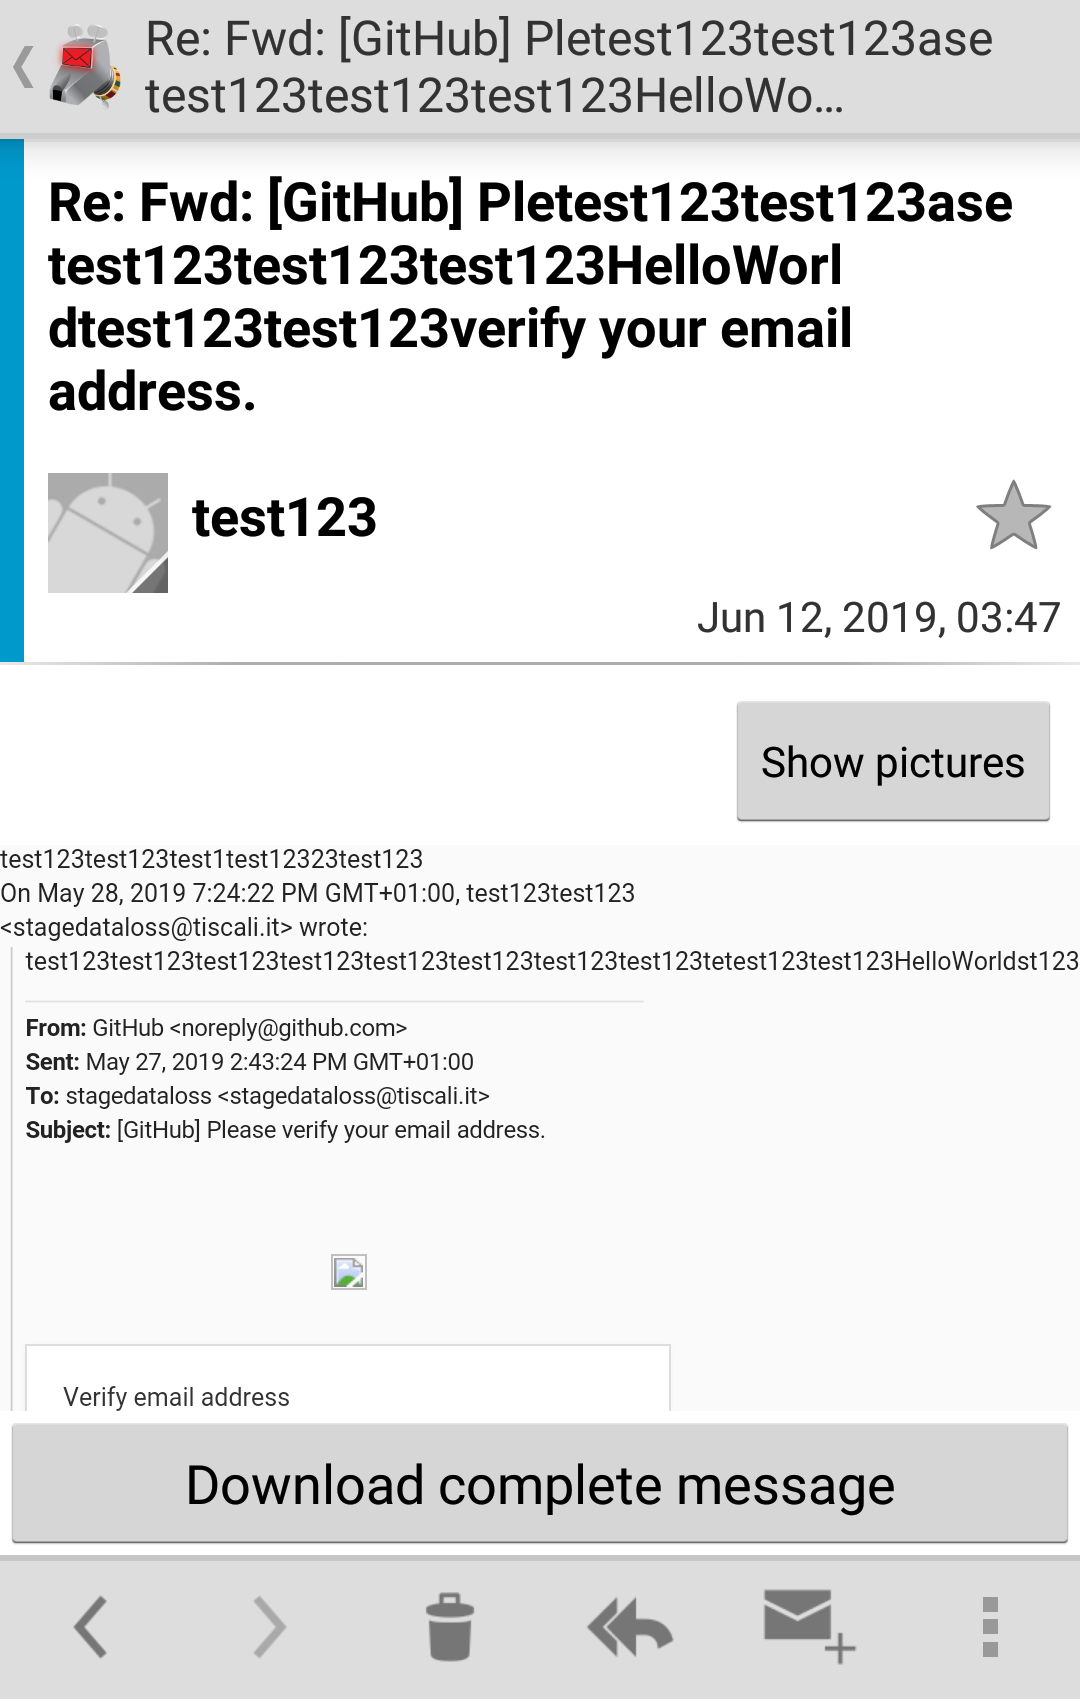 Re: Fwd: [GitHub] Pletest123test123ase
test123test123test123HelloWo…
Re: Fwd: [GitHub] Pletest123test123ase
test123test123test123HelloWorl
dtest123test123verify your email
address.
test123
Jun 12, 2019, 03:47
Show pictures
test123test123test1test12323test123
On May 28, 2019 7:24:22 PM GMT+01:00, test123test123
<stagedataloss@tiscali.it> wrote:
test123test123test123test123test123test123test123test123tetest123test123HelloWorldst123
From: GitHub <noreply@github.com>
Sent: May 27, 2019 2:43:24 PM GMT+01:00
To: stagedataloss <stagedataloss@tiscali.it>
Subject: [GitHub] Please verify your email address.
Verify email address
Download complete message